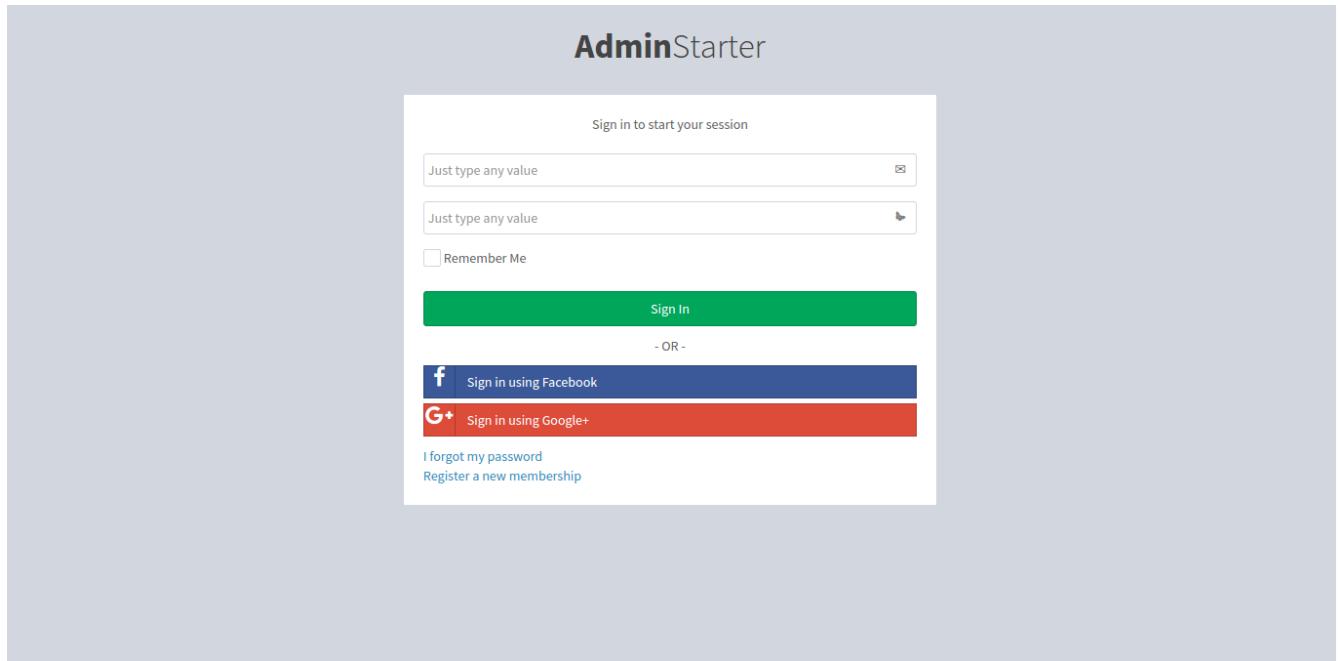 AdminStarter
Sign in to start your session
Just type any value
Just type any value
Remember Me
Sign In
- OR -
Sign in using Facebook
Sign in using Google+
I forgot my password
Register a new membership